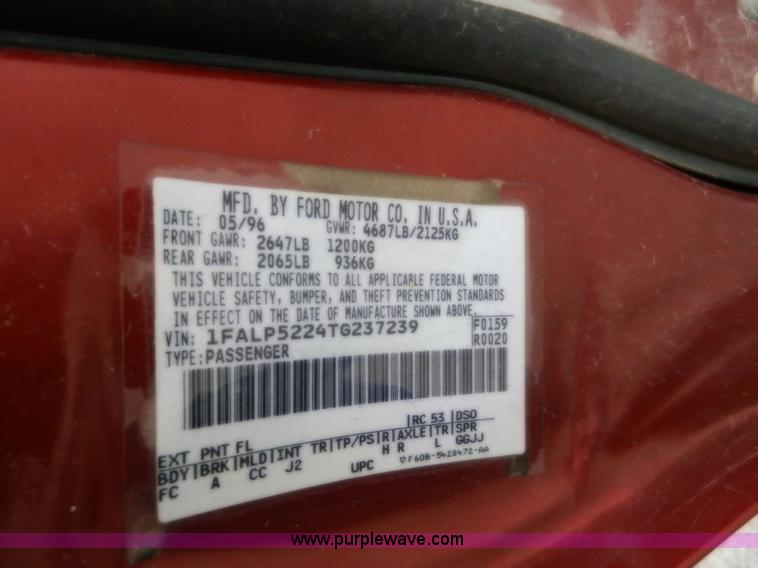 MFD. BY FORD MOTOR CO. IN U.S.A.
DATE: 05/96 GVWR: 4687LB/2125KG
FRONT GAWR: 2647LB 1200KG
REAR GAWR: 2065LB 936KG
THIS VEHICLE CONFORMS TO ALL APPLICABLE FEDERAL MOTOR
VEHICLE SAFETY, BUMPER, AND THEFT PREVENTION STANDARDS
IN EFFECT ON THE DATE OF MANUFACTURE SHOWN ABOVE.
VIN: 1FALP5224TG237239 F0159
TYPE: PASSENGER R0020
RC 53 DSO
EXT PNT FL
BDY BRK MLD INT TR TP/PS R AXLE TR SPR
FC A CC J2 UPC H R L GGJJ
▽F60B-5420472-AA
www.purplewave.com